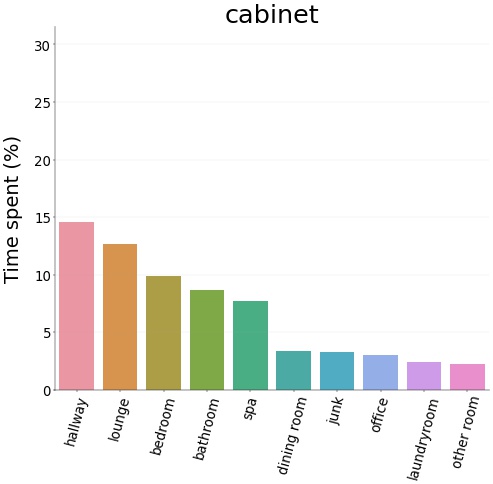 cabinet
Time spent (%)
30
25
20
15
10
5
0
hallway
lounge
bedroom
bathroom
spa
dining room
junk
office
laundryroom
other room